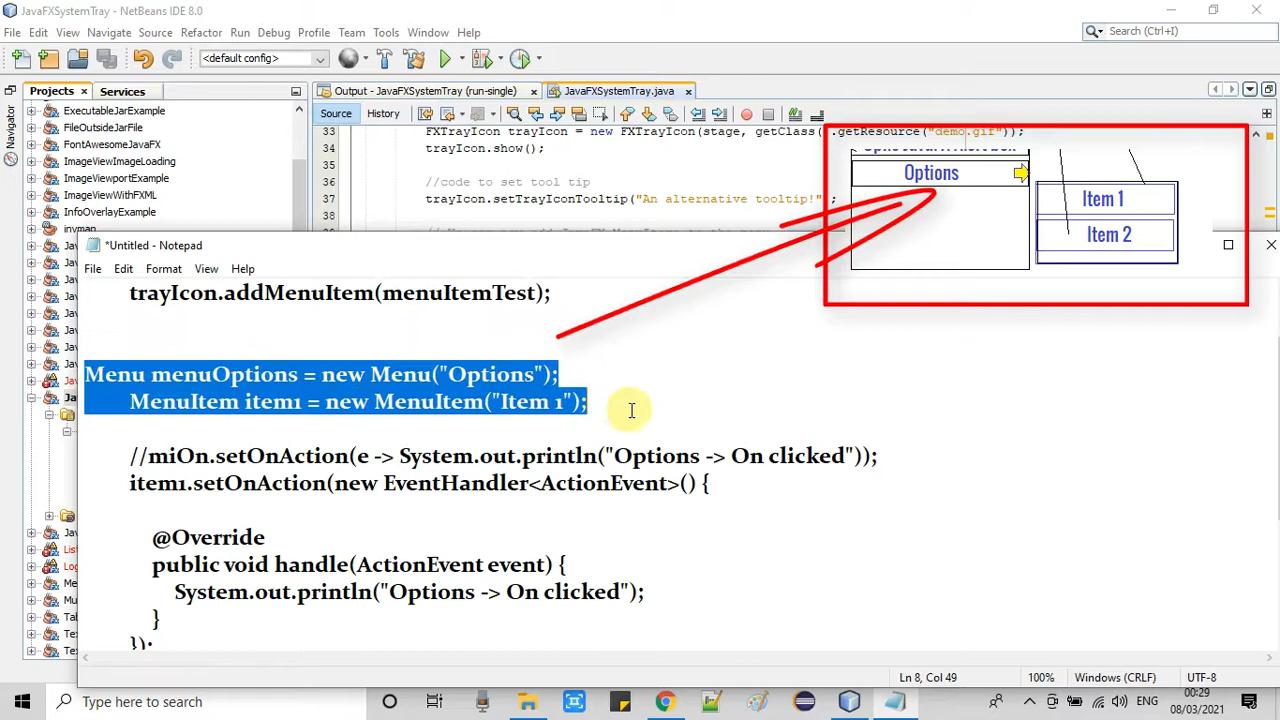 JavaFXSystemTray - NetBeans IDE 8.0
File Edit View Navigate Source Refactor Run Debug Profile Team Tools Window Help
Search (Ctrl+I)
<default config>
Projects
Services
Output - JavaFXSystemTray (run-single)
JavaFXSystemTray.java
Navigator
Source
History
ExecutableJarExample
FileOutsideJarFile
FontAwesomeJavaFX
ImageViewImageLoading
ImageViewportExample
ImageViewWithFXML
InfoOverlayExample
invman
33 FXTrayIcon trayIcon = new FXTrayIcon(stage, getClass().getResource("demo.gif"));
34 trayIcon.show();
35
36 //code to set tool tip
37 trayIcon.setTrayIconTooltip("An alternative tooltip!");
38
Options
Item 1
Item 2
*Untitled - Notepad
File Edit Format View Help
trayIcon.addMenuItem(menuItemTest);
Menu menuOptions = new Menu("Options");
MenuItem item1 = new MenuItem("Item 1");
//miOn.setOnAction(e -> System.out.println("Options -> On clicked"));
item1.setOnAction(new EventHandler<ActionEvent>() {
@Override
public void handle(ActionEvent event) {
System.out.println("Options -> On clicked");
}
});
Ln 8, Col 49
100%
Windows (CRLF)
UTF-8
Type here to search
ENG
00:29
08/03/2021